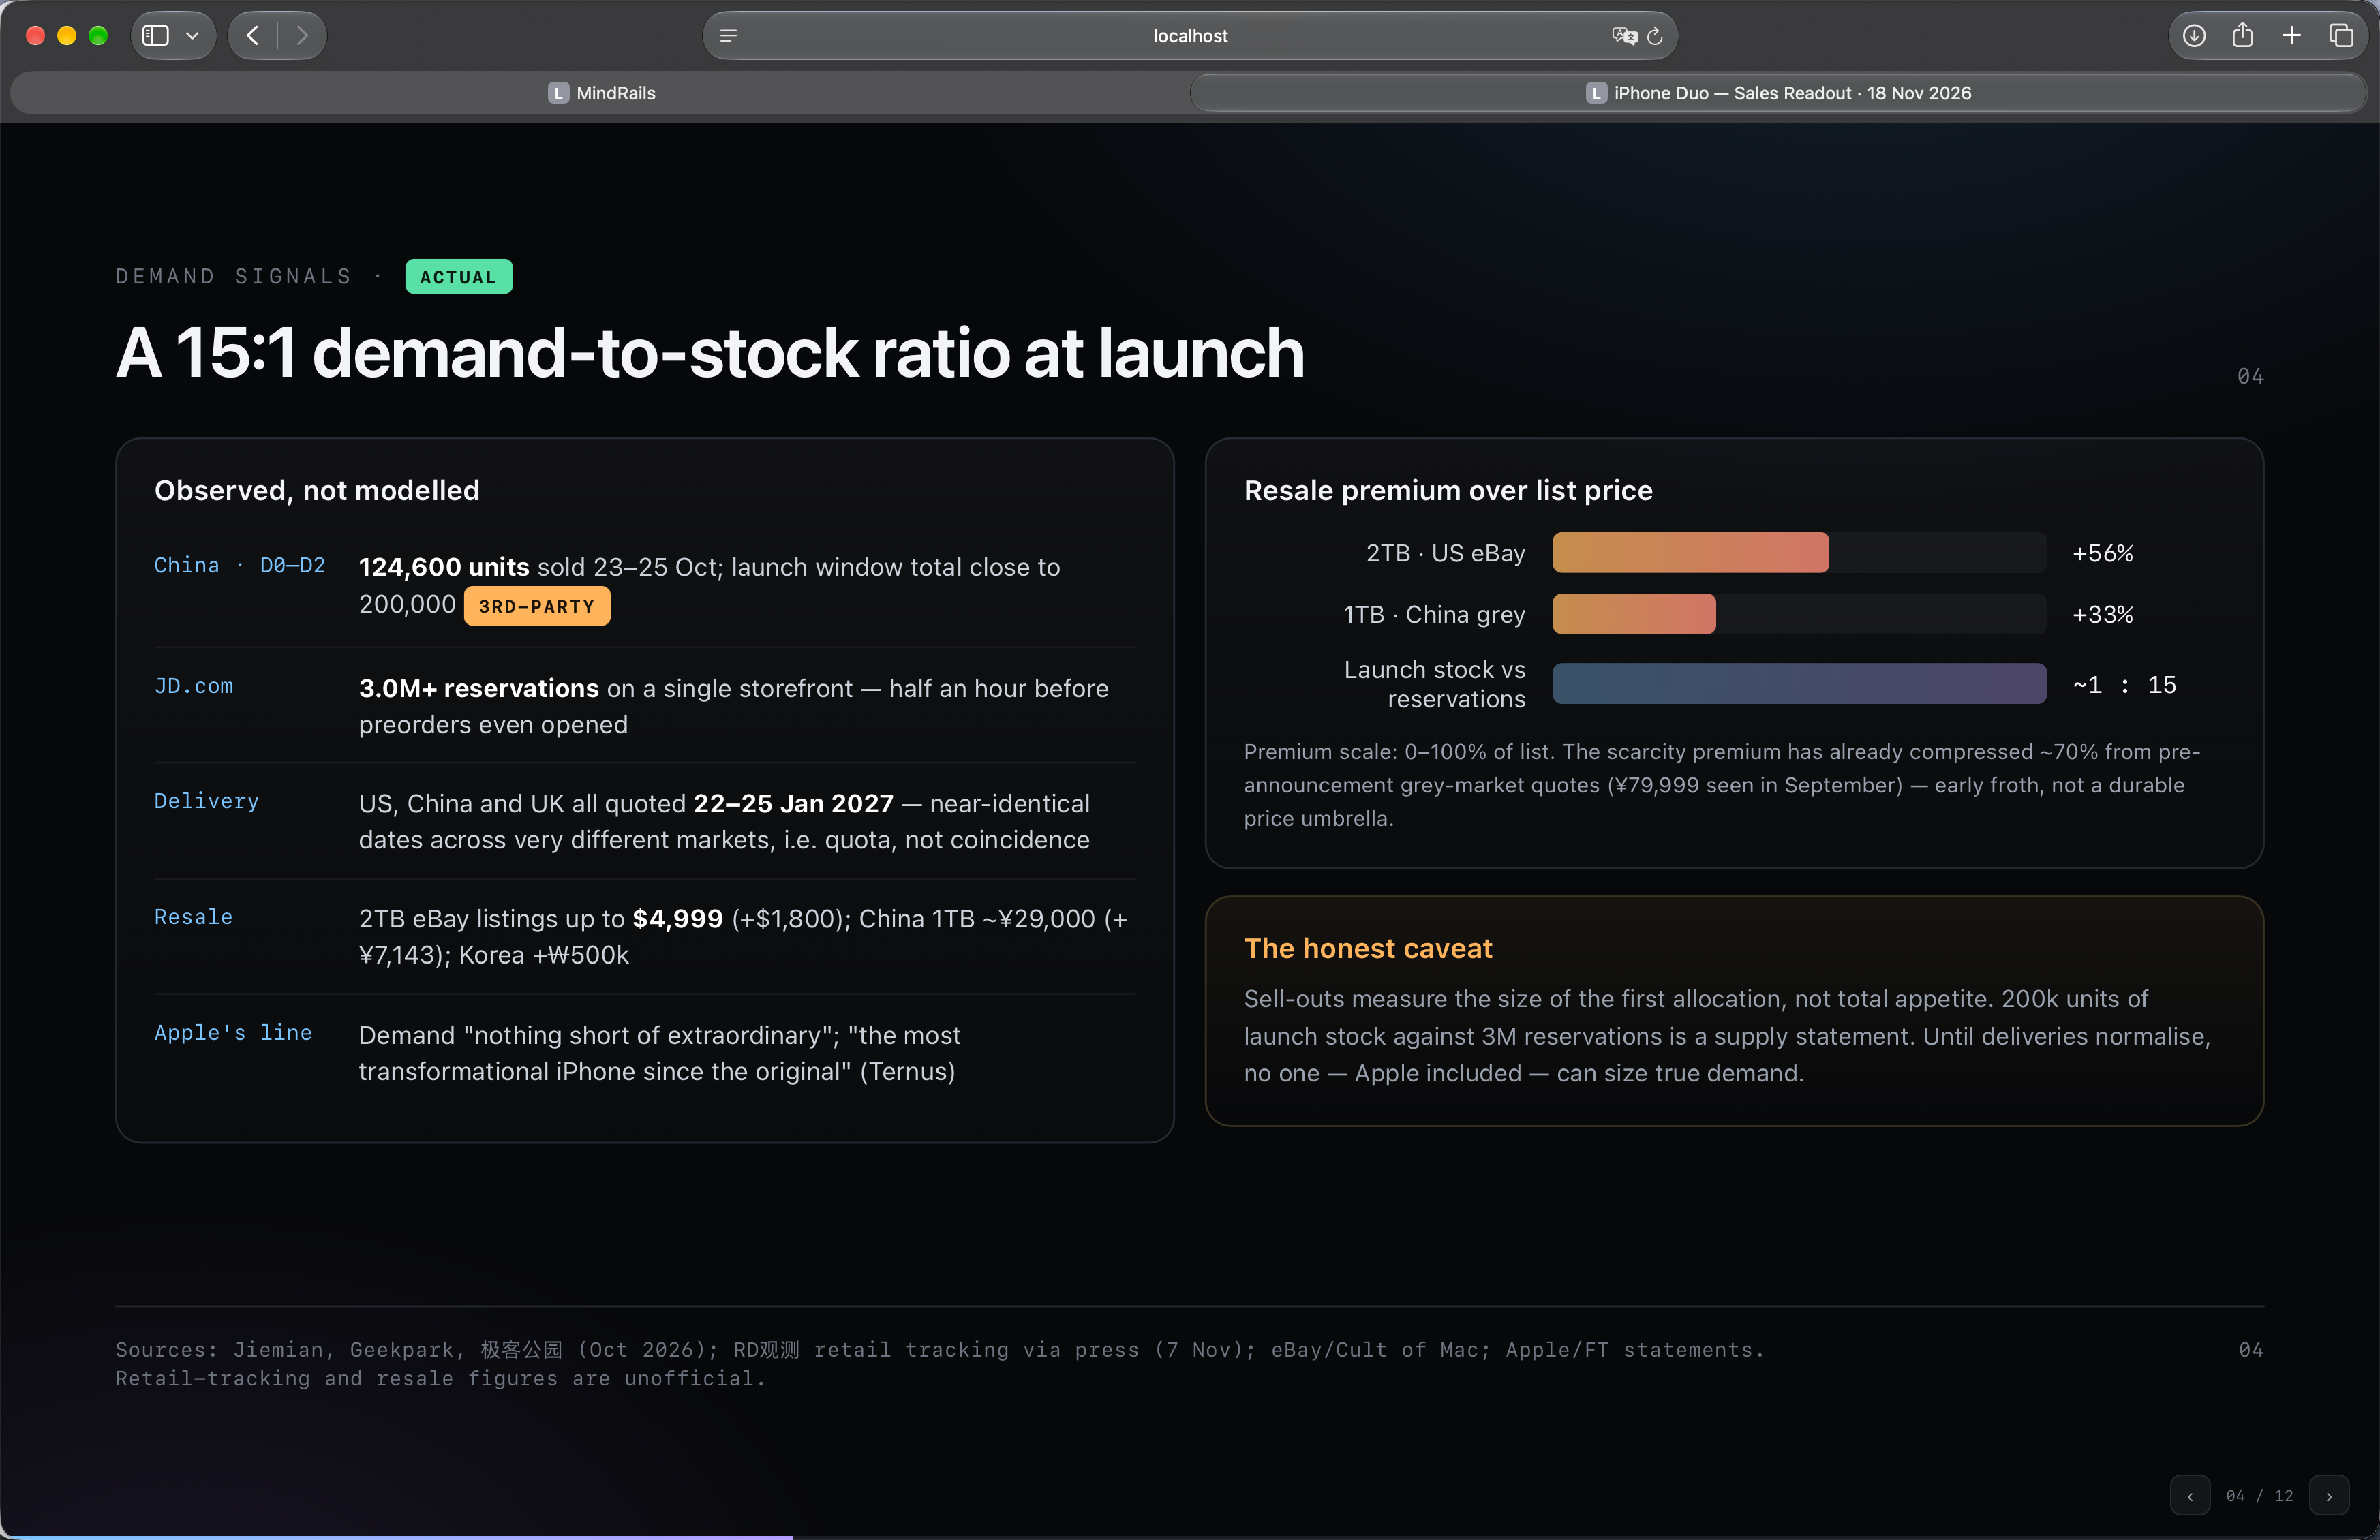 localhost
L MindRails
L iPhone Duo — Sales Readout · 18 Nov 2026
DEMAND SIGNALS · ACTUAL
A 15:1 demand-to-stock ratio at launch
04
Observed, not modelled
China · D0–D2
124,600 units sold 23–25 Oct; launch window total close to
200,000 3RD-PARTY
JD.com
3.0M+ reservations on a single storefront — half an hour before
preorders even opened
Delivery
US, China and UK all quoted 22–25 Jan 2027 — near-identical
dates across very different markets, i.e. quota, not coincidence
Resale
2TB eBay listings up to $4,999 (+$1,800); China 1TB ~¥29,000 (+
¥7,143); Korea +₩500k
Apple's line
Demand "nothing short of extraordinary"; "the most
transformational iPhone since the original" (Ternus)
Resale premium over list price
2TB · US eBay +56%
1TB · China grey +33%
Launch stock vs
reservations ~1 : 15
Premium scale: 0–100% of list. The scarcity premium has already compressed ~70% from pre-
announcement grey-market quotes (¥79,999 seen in September) — early froth, not a durable
price umbrella.
The honest caveat
Sell-outs measure the size of the first allocation, not total appetite. 200k units of
launch stock against 3M reservations is a supply statement. Until deliveries normalise,
no one — Apple included — can size true demand.
Sources: Jiemian, Geekpark, 极客公园 (Oct 2026); RD观测 retail tracking via press (7 Nov); eBay/Cult of Mac; Apple/FT statements.
Retail-tracking and resale figures are unofficial.
04
‹ 04 / 12 ›